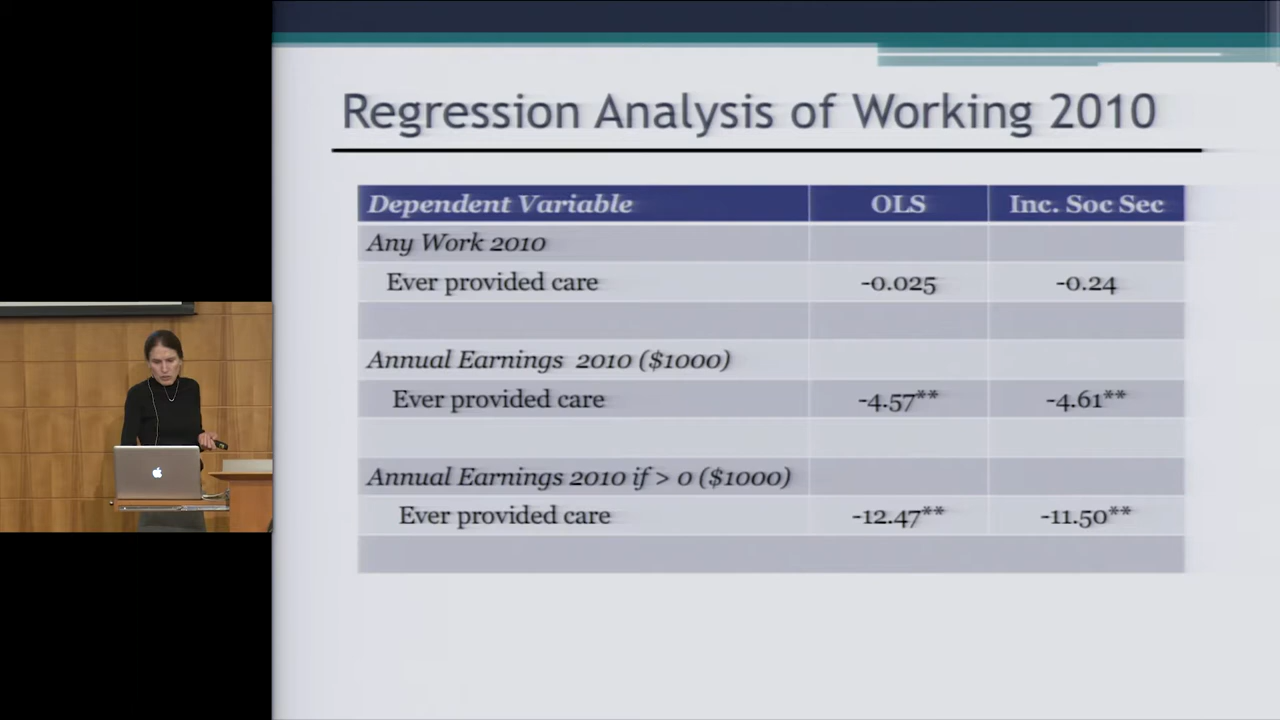 Regression Analysis of Working 2010
Dependent Variable OLS Inc. Soc Sec
Any Work 2010
Ever provided care -0.025 -0.24
Annual Earnings 2010 ($1000)
Ever provided care -4.57** -4.61**
Annual Earnings 2010 if > 0 ($1000)
Ever provided care -12.47** -11.50**